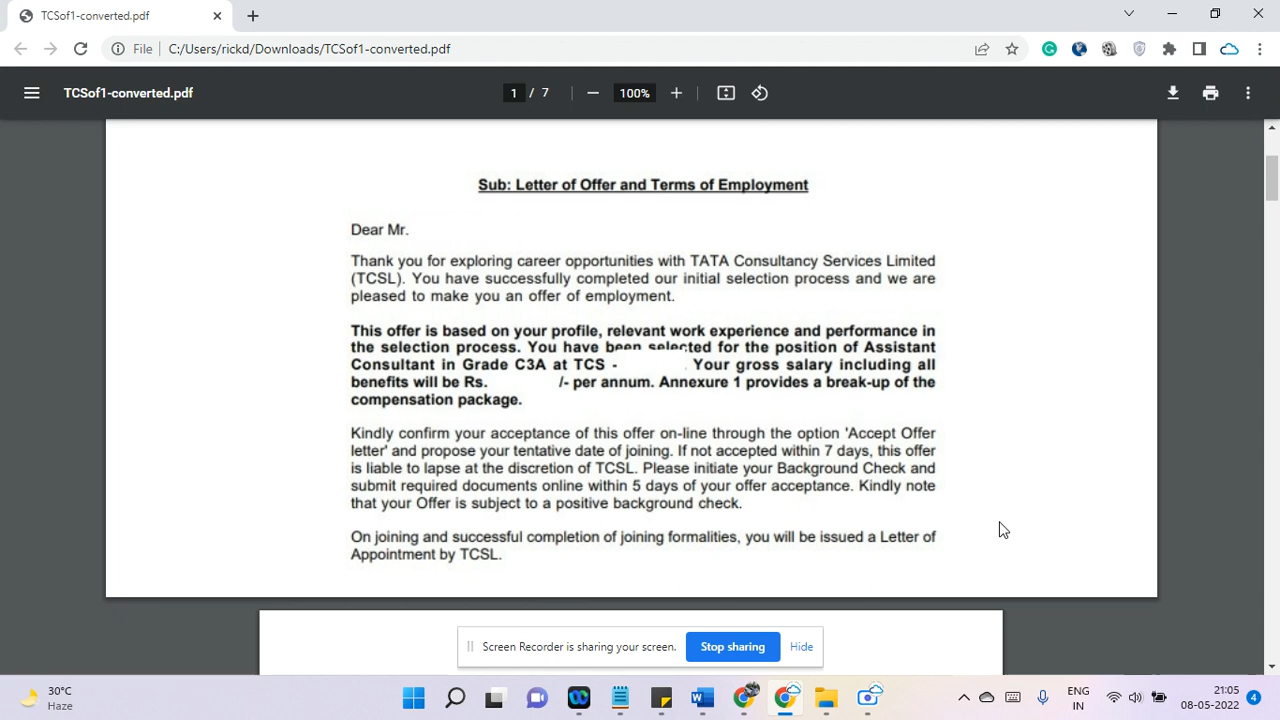 TCSof1-converted.pdf
File C:/Users/rickd/Downloads/TCSof1-converted.pdf
TCSof1-converted.pdf
1 / 7
100%
Sub: Letter of Offer and Terms of Employment
Dear Mr.
Thank you for exploring career opportunities with TATA Consultancy Services Limited
(TCSL). You have successfully completed our initial selection process and we are
pleased to make you an offer of employment.
This offer is based on your profile, relevant work experience and performance in
the selection process. You have been selected for the position of Assistant
Consultant in Grade C3A at TCS - . Your gross salary including all
benefits will be Rs. /- per annum. Annexure 1 provides a break-up of the
compensation package.
Kindly confirm your acceptance of this offer on-line through the option 'Accept Offer
letter' and propose your tentative date of joining. If not accepted within 7 days, this offer
is liable to lapse at the discretion of TCSL. Please initiate your Background Check and
submit required documents online within 5 days of your offer acceptance. Kindly note
that your Offer is subject to a positive background check.
On joining and successful completion of joining formalities, you will be issued a Letter of
Appointment by TCSL.
Screen Recorder is sharing your screen. Stop sharing Hide
30°C
Haze
ENG
IN
21:05
08-05-2022
4